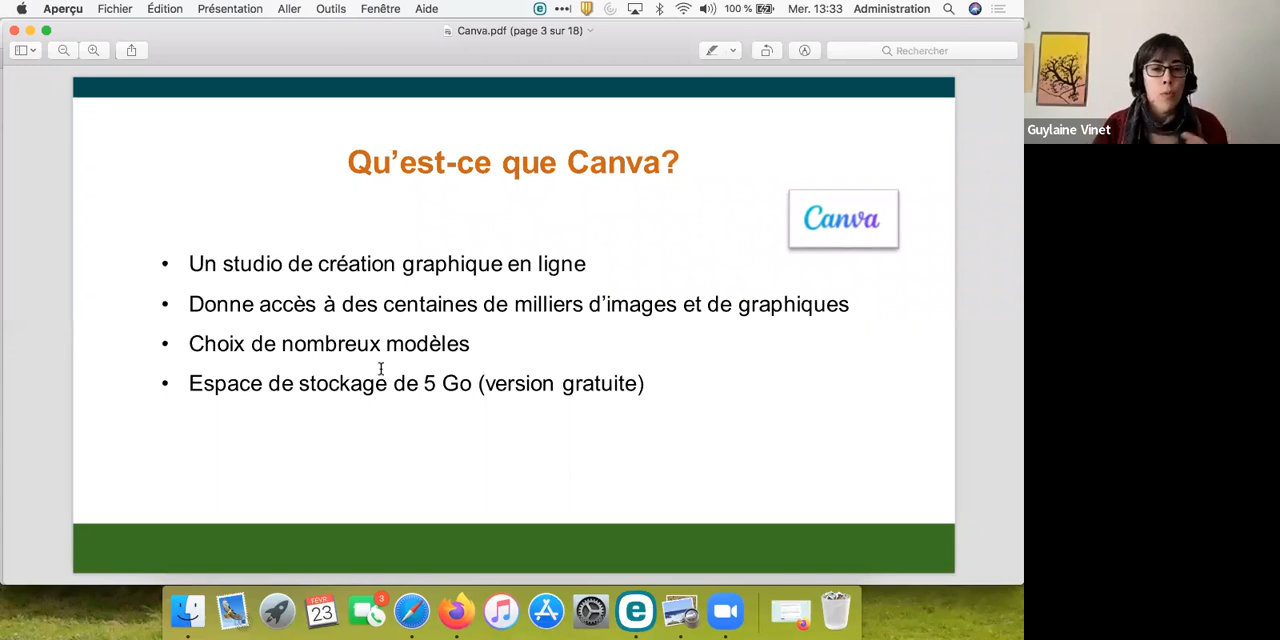 Aperçu Fichier Édition Présentation Aller Outils Fenêtre Aide 100 % Mer. 13:33 Administration
Canva.pdf (page 3 sur 18)
Rechercher
Guylaine Vinet
Qu’est-ce que Canva?
Canva
• Un studio de création graphique en ligne
• Donne accès à des centaines de milliers d’images et de graphiques
• Choix de nombreux modèles
• Espace de stockage de 5 Go (version gratuite)
FÉVR
23
3